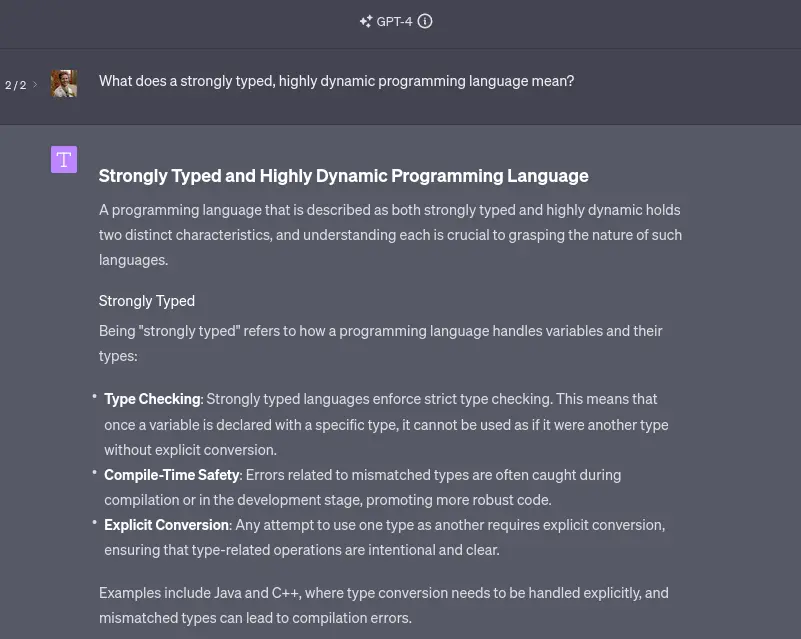 GPT-4
2 / 2 >
What does a strongly typed, highly dynamic programming language mean?
T
Strongly Typed and Highly Dynamic Programming Language
A programming language that is described as both strongly typed and highly dynamic holds
two distinct characteristics, and understanding each is crucial to grasping the nature of such
languages.
Strongly Typed
Being "strongly typed" refers to how a programming language handles variables and their
types:
• Type Checking: Strongly typed languages enforce strict type checking. This means that
once a variable is declared with a specific type, it cannot be used as if it were another type
without explicit conversion.
• Compile-Time Safety: Errors related to mismatched types are often caught during
compilation or in the development stage, promoting more robust code.
• Explicit Conversion: Any attempt to use one type as another requires explicit conversion,
ensuring that type-related operations are intentional and clear.
Examples include Java and C++, where type conversion needs to be handled explicitly, and
mismatched types can lead to compilation errors.